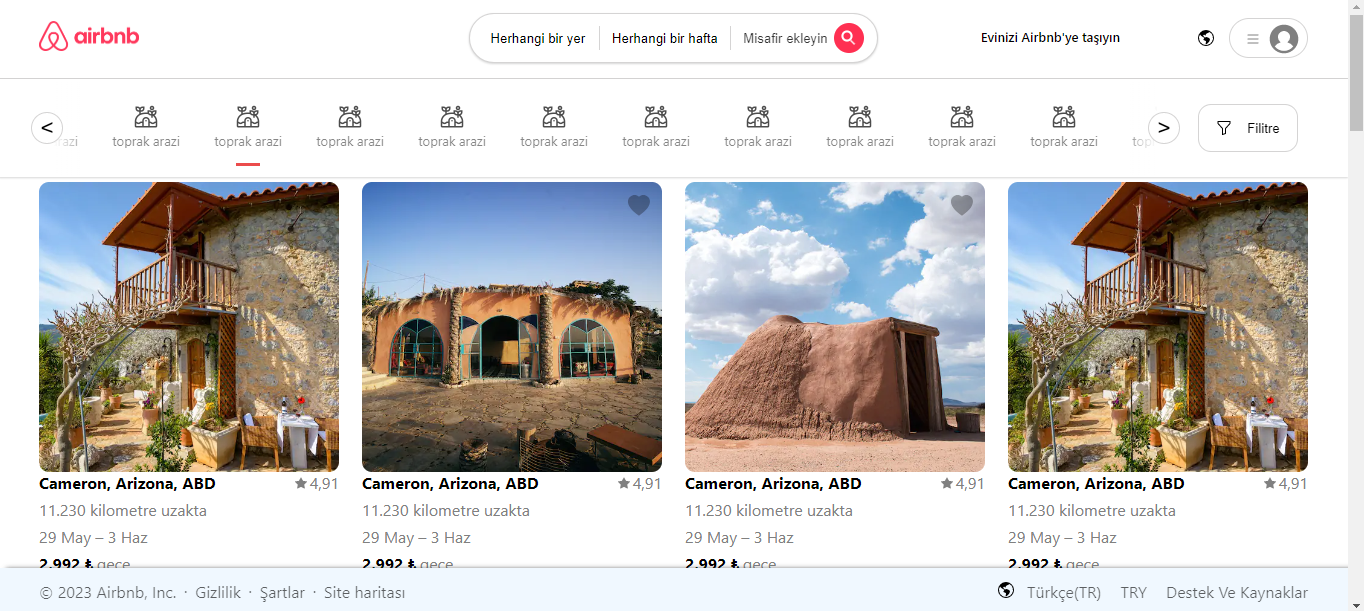 airbnb
Herhangi bir yer
Herhangi bir hafta
Misafir ekleyin
Evinizi Airbnb'ye taşıyın
<
arazi
toprak arazi
toprak arazi
toprak arazi
toprak arazi
toprak arazi
toprak arazi
toprak arazi
toprak arazi
toprak arazi
toprak arazi
top
>
Filitre
Cameron, Arizona, ABD 4,91
11.230 kilometre uzakta
29 May – 3 Haz
2.992 ₺ gece
Cameron, Arizona, ABD 4,91
11.230 kilometre uzakta
29 May – 3 Haz
2.992 ₺ gece
Cameron, Arizona, ABD 4,91
11.230 kilometre uzakta
29 May – 3 Haz
2.992 ₺ gece
Cameron, Arizona, ABD 4,91
11.230 kilometre uzakta
29 May – 3 Haz
2.992 ₺ gece
© 2023 Airbnb, Inc. · Gizlilik · Şartlar · Site haritası
Türkçe(TR) TRY Destek Ve Kaynaklar